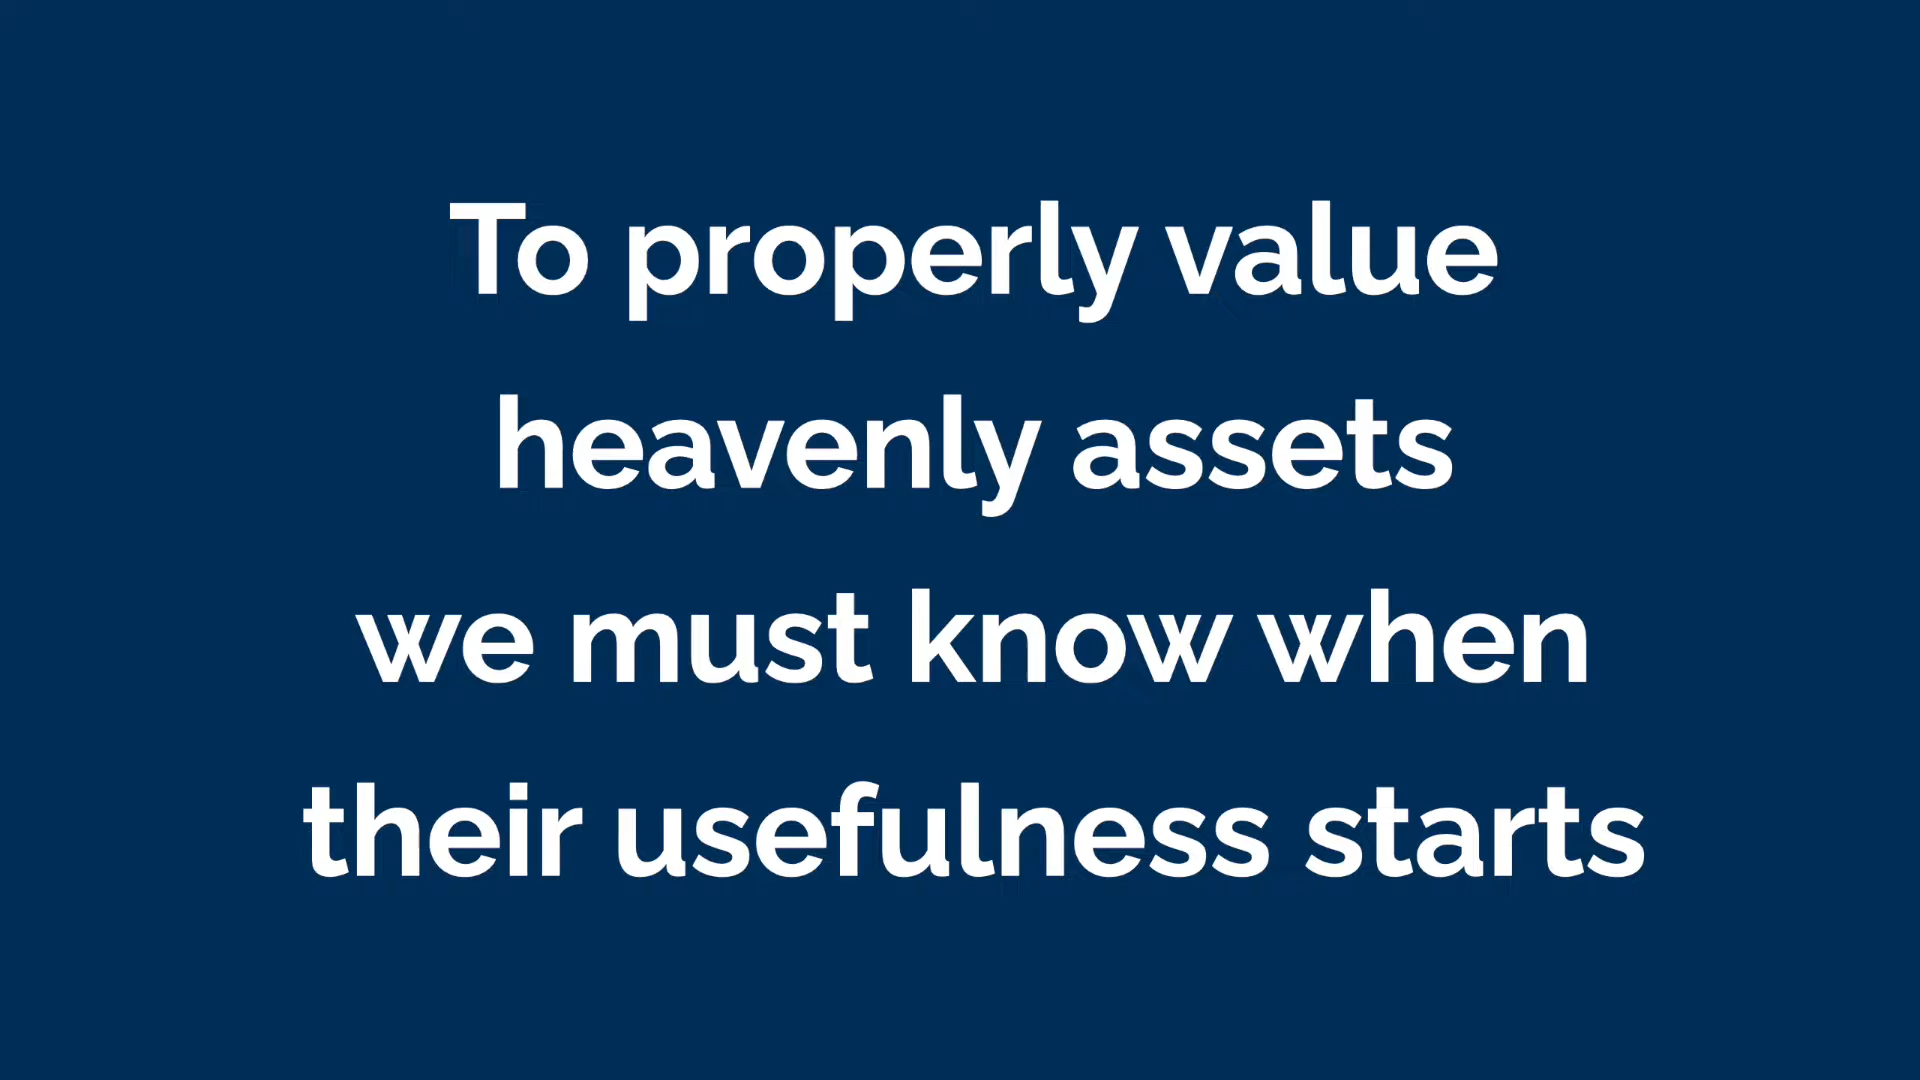 To properly value
heavenly assets
we must know when
their usefulness starts